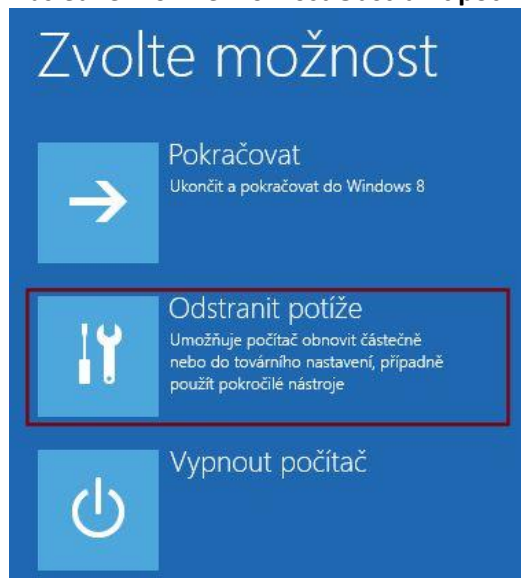 Zvolte možnost
Pokračovat
Ukončit a pokračovat do Windows 8
Odstranit potíže
Umožňuje počítač obnovit částečně
nebo do továrního nastavení, případně
použít pokročilé nástroje
Vypnout počítač